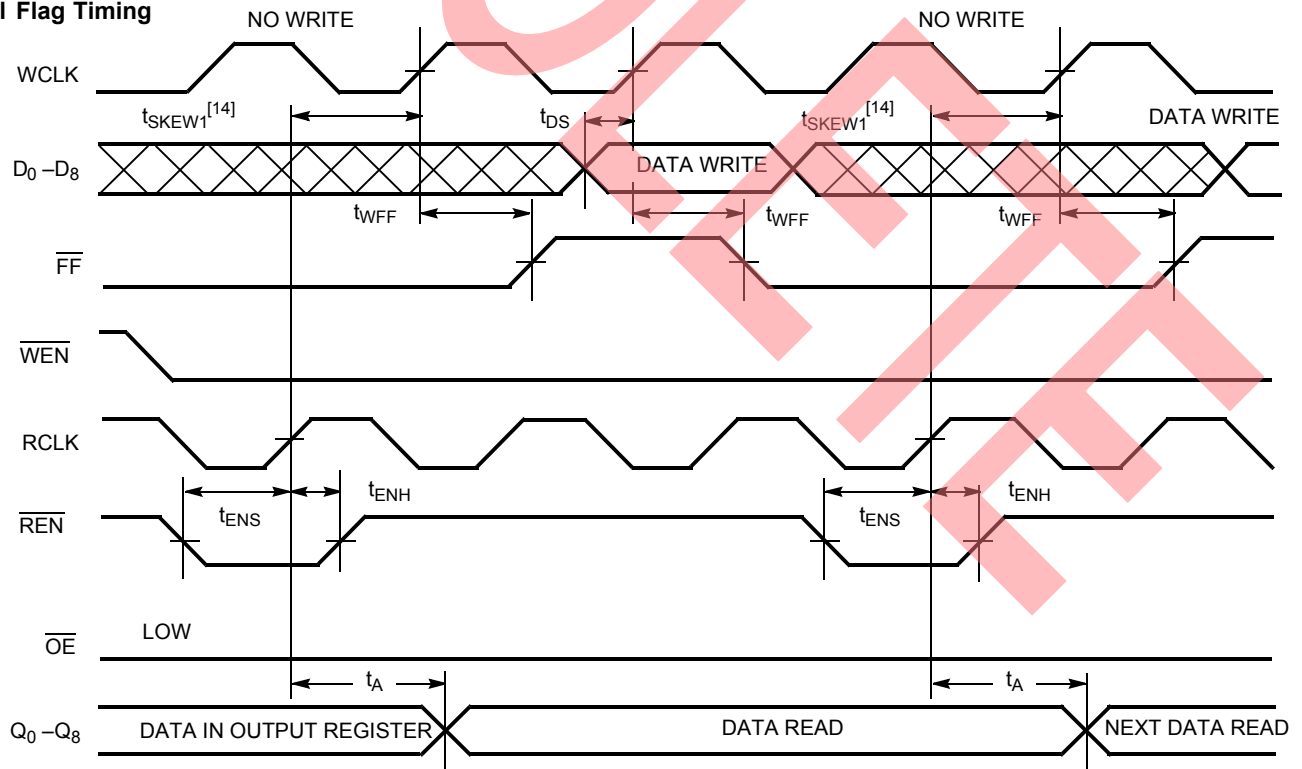 l Flag Timing
NO WRITE NO WRITE
WCLK
tSKEW1[14] tDS tSKEW1[14] DATA WRITE
D0 –D8 DATA WRITE
tWFF tWFF tWFF
FF
WEN
RCLK
tENH tENH
REN tENS tENS
LOW
OE
tA tA
Q0 –Q8 DATA IN OUTPUT REGISTER DATA READ NEXT DATA READ